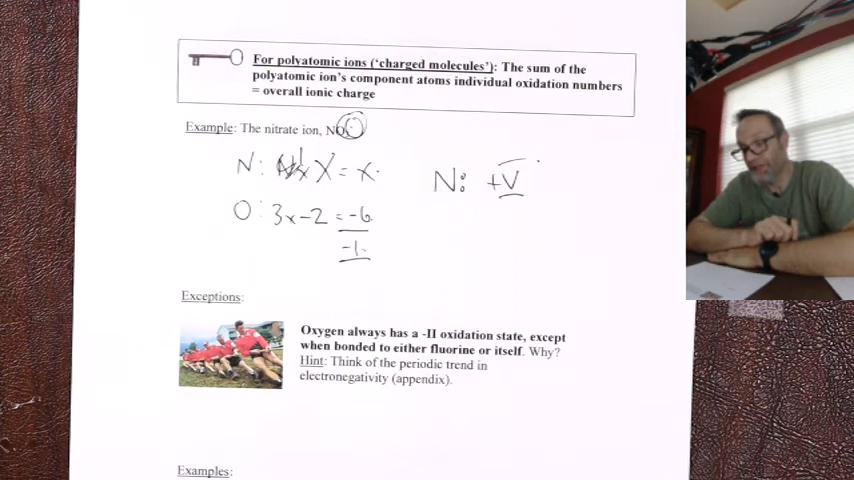 For polyatomic ions ('charged molecules'): The sum of the
polyatomic ion's component atoms individual oxidation numbers
= overall ionic charge
Example: The nitrate ion, NO
N: X = x.
N: +V
O: 3x-2 = -6
-1.
Exceptions:
Oxygen always has a -II oxidation state, except
when bonded to either fluorine or itself. Why?
Hint: Think of the periodic trend in
electronegativity (appendix).
Examples: